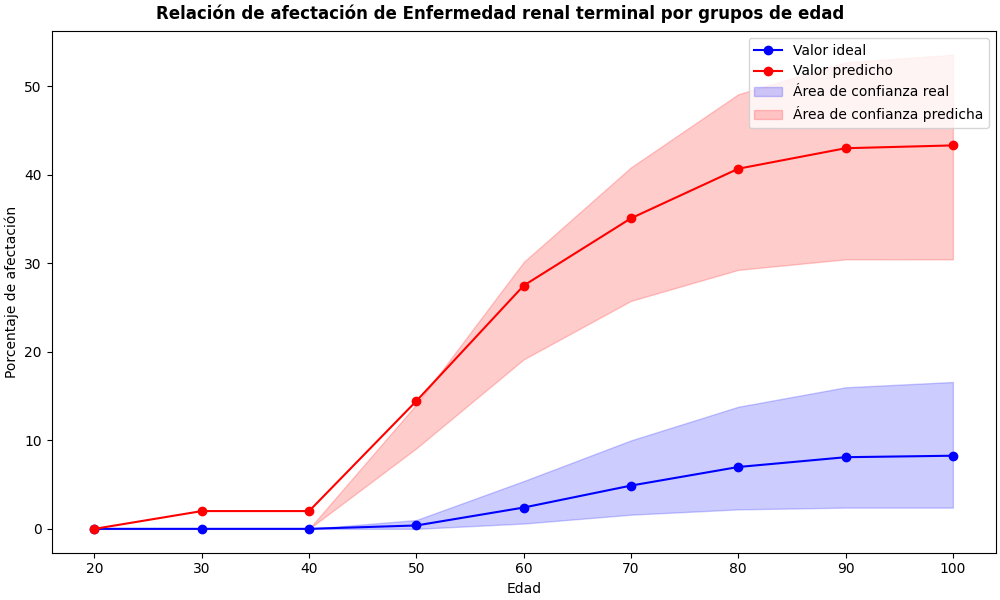 Relación de afectación de Enfermedad renal terminal por grupos de edad
Valor ideal
Valor predicho
Área de confianza real
Área de confianza predicha
Porcentaje de afectación
50
40
30
20
10
0
20 30 40 50 60 70 80 90 100
Edad